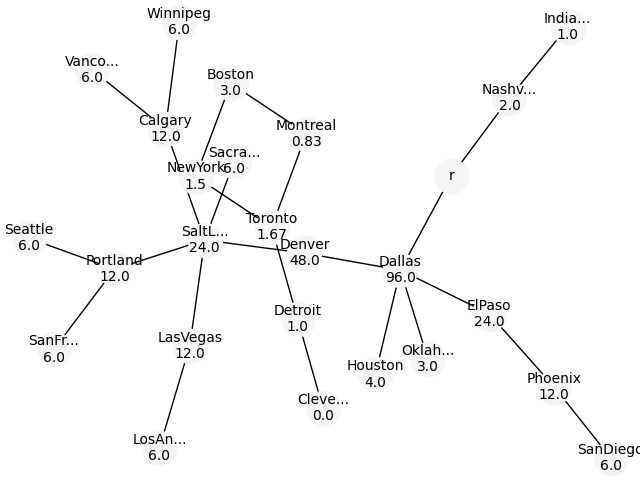 Winnipeg
6.0
India...
1.0
Vanco...
6.0
Boston
3.0
Nashv...
2.0
Calgary
12.0
Montreal
0.83
Sacra...
6.0
NewYork
1.5
r
Seattle
6.0
SaltL...
24.0
Toronto
1.67
Denver
48.0
Portland
12.0
Dallas
96.0
Detroit
1.0
ElPaso
24.0
SanFr...
6.0
LasVegas
12.0
Houston
4.0
Oklah...
3.0
Phoenix
12.0
Cleve...
0.0
LosAn...
6.0
SanDiego
6.0